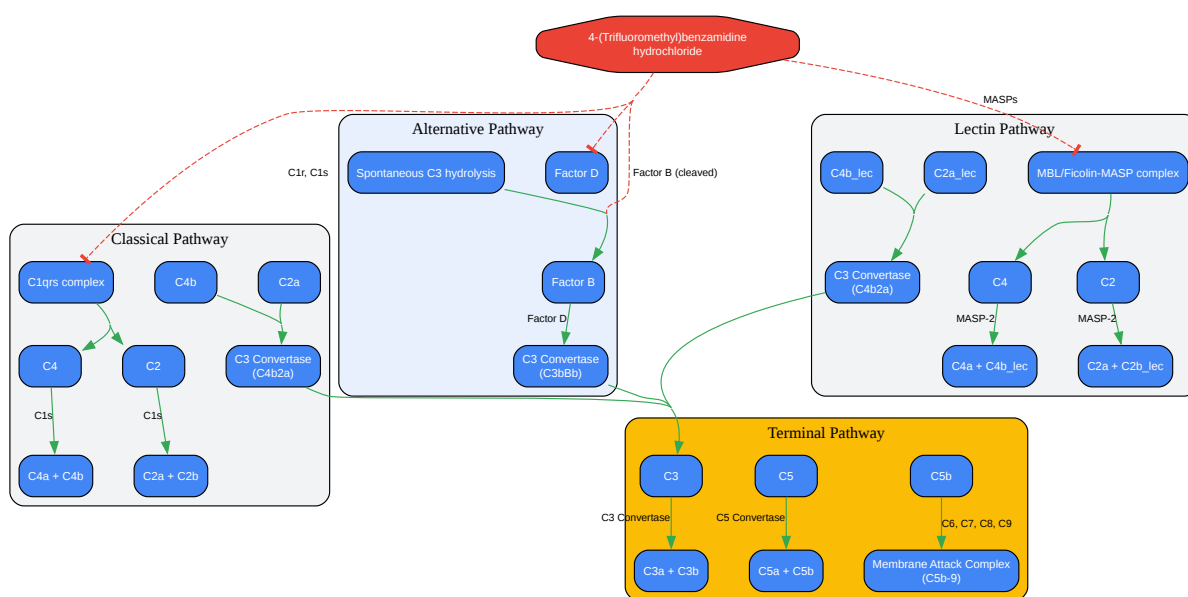 4-(Trifluoromethyl)benzamidine
hydrochloride
MASPs
Alternative Pathway
Lectin Pathway
C1r, C1s
Spontaneous C3 hydrolysis
Factor D
Factor B (cleaved)
C4b_lec
C2a_lec
MBL/Ficolin-MASP complex
Classical Pathway
C1qrs complex
C4b
C2a
Factor B
C3 Convertase
(C4b2a)
C4
C2
Factor D
MASP-2
MASP-2
C4
C2
C3 Convertase
(C4b2a)
C3 Convertase
(C3bBb)
C4a + C4b_lec
C2a + C2b_lec
C1s
C1s
Terminal Pathway
C4a + C4b
C2a + C2b
C3
C5
C5b
C3 Convertase
C5 Convertase
C6, C7, C8, C9
C3a + C3b
C5a + C5b
Membrane Attack Complex
(C5b-9)